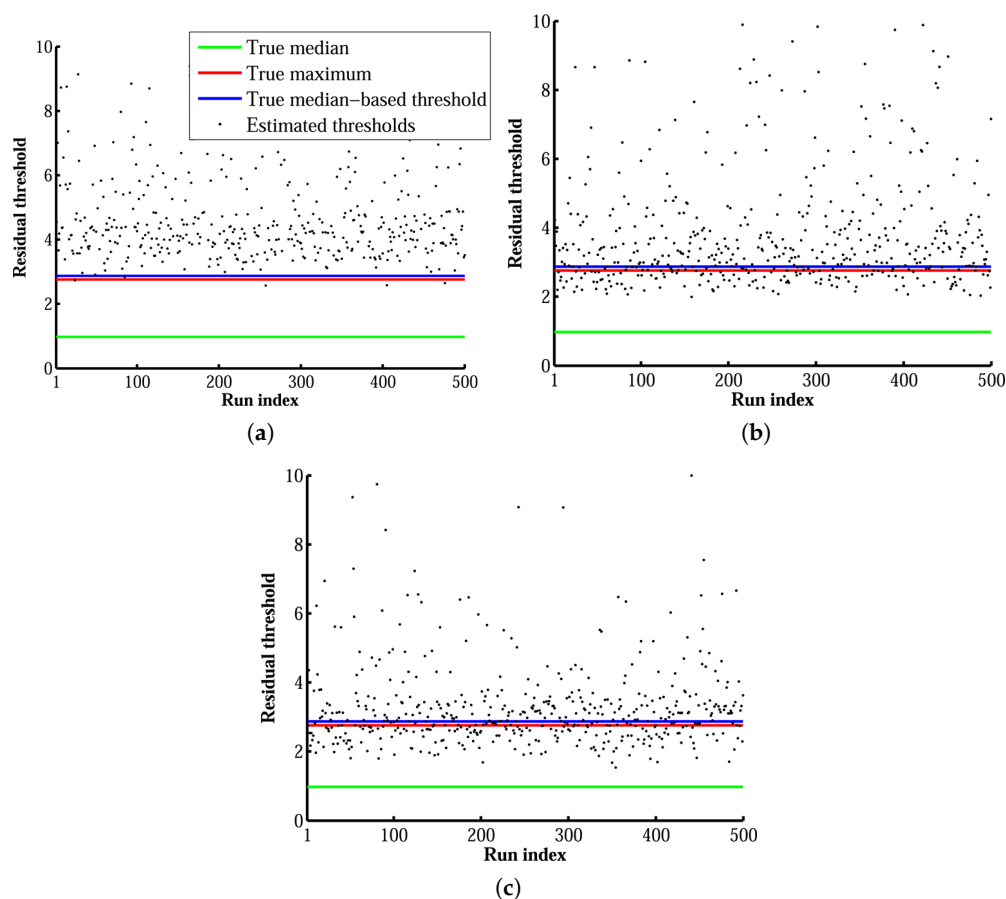 True median
True maximum
True median−based threshold
Estimated thresholds
Residual threshold
10
8
6
4
2
0
1 100 200 300 400 500
Run index
(a)
Residual threshold
10
8
6
4
2
0
1 100 200 300 400 500
Run index
(b)
Residual threshold
10
8
6
4
2
0
1 100 200 300 400 500
Run index
(c)